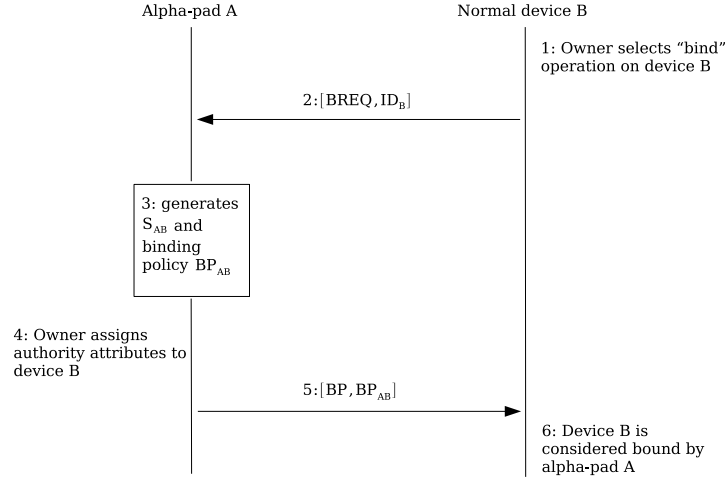 Alpha-pad A
Normal device B
1: Owner selects “bind”
operation on device B
2:[BREQ,ID_B]
3: generates
S_AB and
binding
policy BP_AB
4: Owner assigns
authority attributes to
device B
5:[BP,BP_AB]
6: Device B is
considered bound by
alpha-pad A